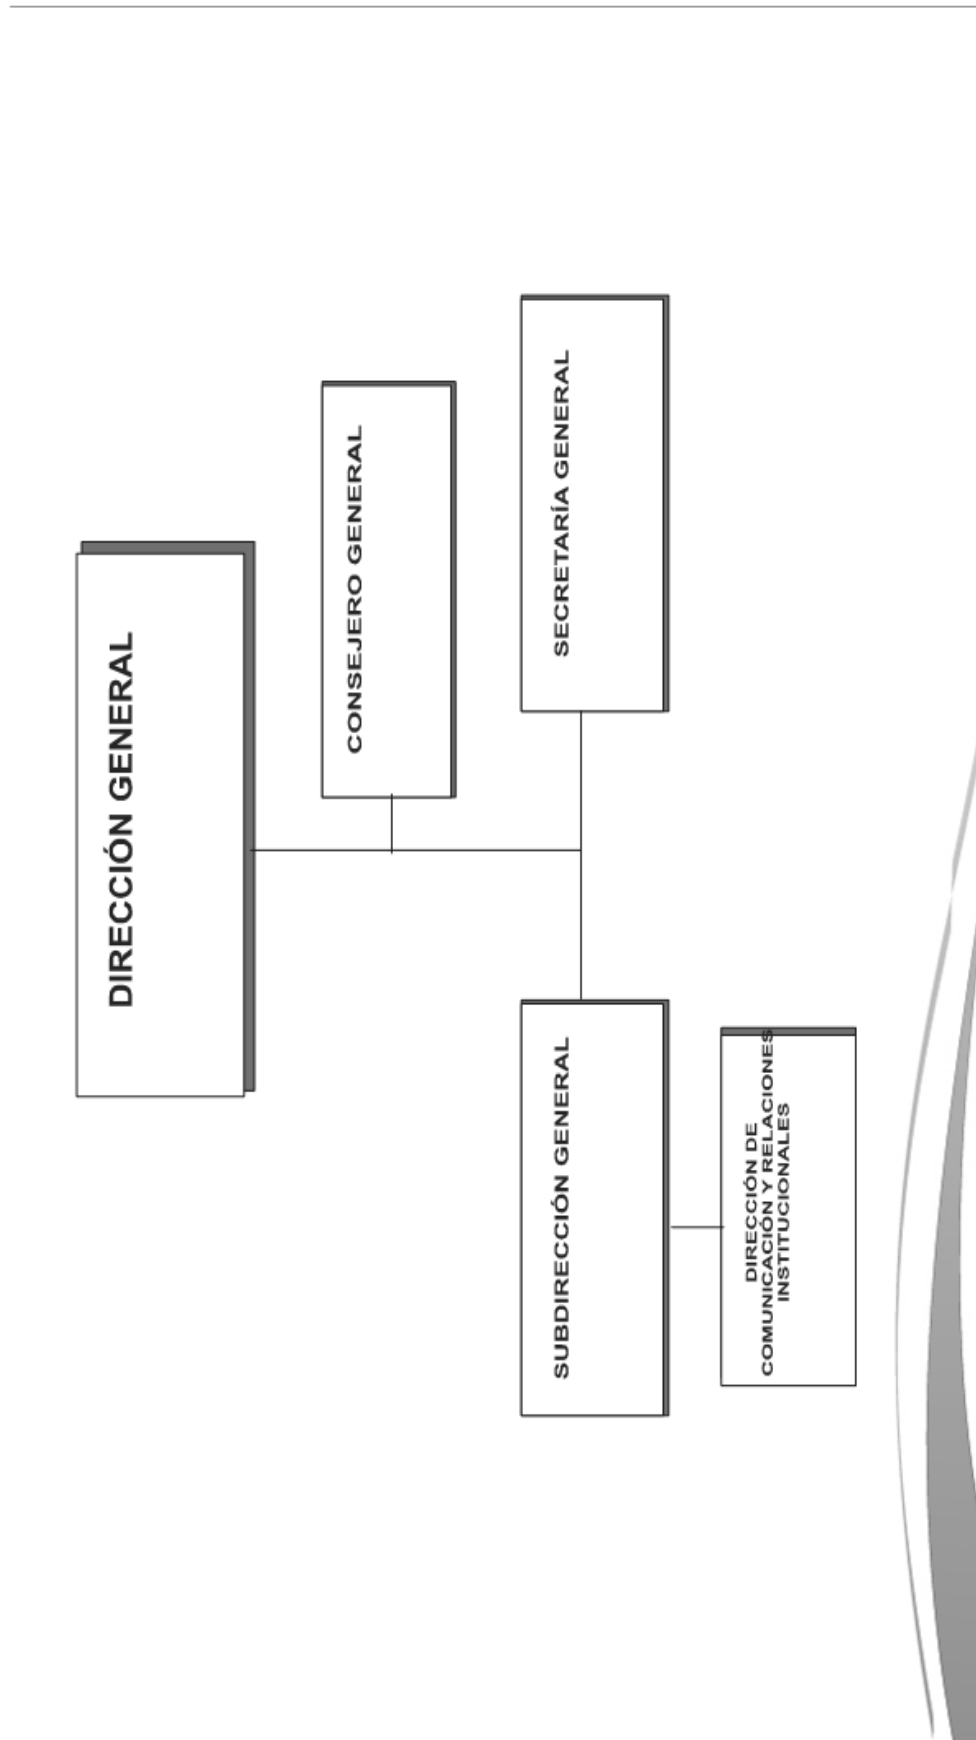 DIRECCIÓN GENERAL
CONSEJERO GENERAL
SUBDIRECCIÓN GENERAL
SECRETARÍA GENERAL
DIRECCIÓN DE
COMUNICACIÓN Y RELACIONES
INSTITUCIONALES